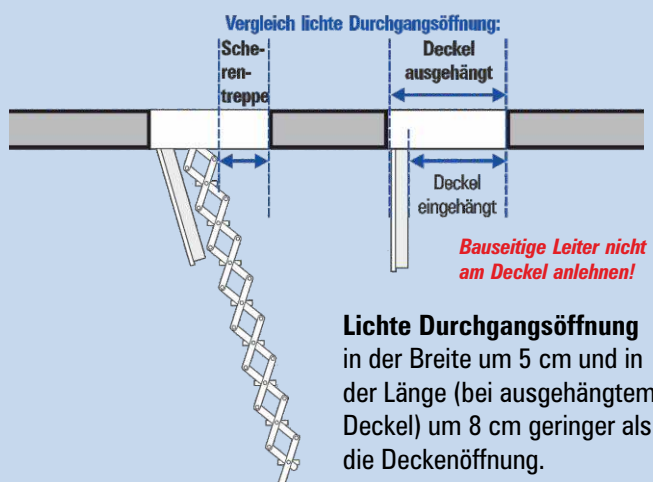 Vergleich lichte Durchgangsöffnung:
Sche-
ren-
treppe
Deckel
ausgehängt
Deckel
eingehängt
Bauseitige Leiter nicht
am Deckel anlehnen!
Lichte Durchgangsöffnung
in der Breite um 5 cm und in
der Länge (bei ausgehängtem
Deckel) um 8 cm geringer als
die Deckenöffnung.